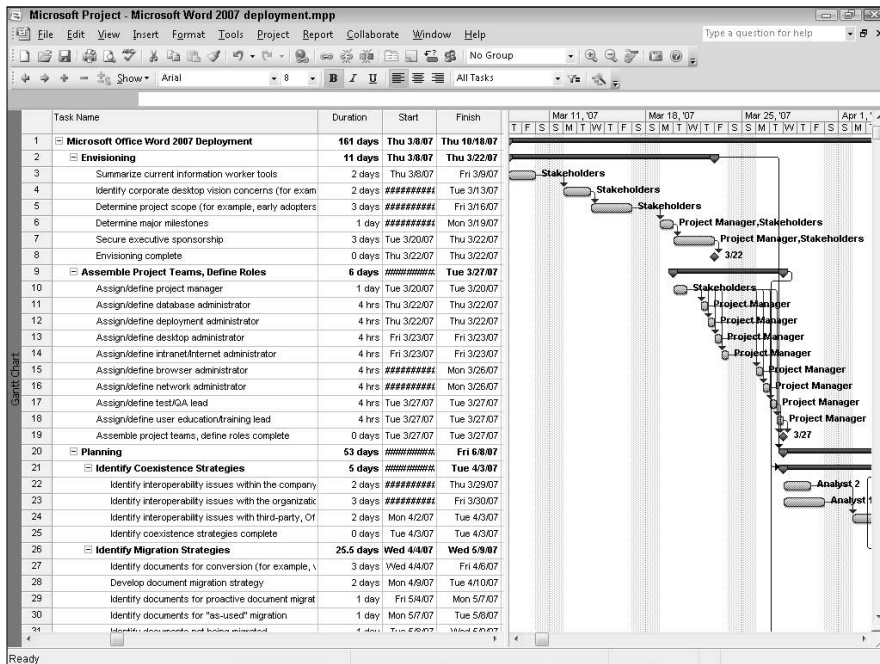 Microsoft Project - Microsoft Word 2007 deployment.mpp
File Edit View Insert Format Tools Project Report Collaborate Window Help
Type a question for help
No Group
Show Arial 8 B I U All Tasks
Task Name Duration Start Finish
Mar 11, '07 Mar 18, '07 Mar 25, '07 Apr 1, '
T F S S M T W T F S S M T W T F S S M T W T F S S M
1 Microsoft Office Word 2007 Deployment 161 days Thu 3/8/07 Thu 10/18/07
2 Envisioning 11 days Thu 3/8/07 Thu 3/22/07
3 Summarize current information worker tools 2 days Thu 3/8/07 Fri 3/9/07 Stakeholders
4 Identify corporate desktop vision concerns (for exam 2 days ########## Tue 3/13/07 Stakeholders
5 Determine project scope (for example, early adopters 3 days ########## Fri 3/16/07 Stakeholders
6 Determine major milestones 1 day ########## Mon 3/19/07 Project Manager,Stakeholders
7 Secure executive sponsorship 3 days Tue 3/20/07 Thu 3/22/07 Project Manager,Stakeholders
8 Envisioning complete 0 days Thu 3/22/07 Thu 3/22/07 3/22
9 Assemble Project Teams, Define Roles 6 days ########## Tue 3/27/07
10 Assign/define project manager 1 day Tue 3/20/07 Tue 3/20/07 Stakeholders
11 Assign/define database administrator 4 hrs Thu 3/22/07 Thu 3/22/07 Project Manager
12 Assign/define deployment administrator 4 hrs Thu 3/22/07 Thu 3/22/07 Project Manager
13 Assign/define desktop administrator 4 hrs Fri 3/23/07 Fri 3/23/07 Project Manager
14 Assign/define intranet/Internet administrator 4 hrs Fri 3/23/07 Fri 3/23/07 Project Manager
15 Assign/define browser administrator 4 hrs ########## Mon 3/26/07 Project Manager
16 Assign/define network administrator 4 hrs ########## Mon 3/26/07 Project Manager
17 Assign/define test/QA lead 4 hrs Tue 3/27/07 Tue 3/27/07 Project Manager
18 Assign/define user education/training lead 4 hrs Tue 3/27/07 Tue 3/27/07 Project Manager
19 Assemble project teams, define roles complete 0 days Tue 3/27/07 Tue 3/27/07 3/27
20 Planning 53 days ########## Fri 6/8/07
21 Identify Coexistence Strategies 5 days ########## Tue 4/3/07
22 Identify interoperability issues within the company 2 days ########## Thu 3/29/07 Analyst 2
23 Identify interoperability issues with the organizatic 3 days ########## Fri 3/30/07 Analyst 1
24 Identify interoperability issues with third-party, Of 2 days Mon 4/2/07 Tue 4/3/07
25 Identify coexistence strategies complete 0 days Tue 4/3/07 Tue 4/3/07
26 Identify Migration Strategies 25.5 days Wed 4/4/07 Wed 5/9/07
27 Identify documents for conversion (for example, 3 days Wed 4/4/07 Fri 4/6/07
28 Develop document migration strategy 2 days Mon 4/9/07 Tue 4/10/07
29 Identify documents for proactive document migrat 1 day Fri 5/4/07 Mon 5/7/07
30 Identify documents for "as-used" migration 1 day Mon 5/7/07 Tue 5/8/07
31 Identify documents not being migrated 1 day Tue 5/8/07 Wed 5/9/07
Gantt Chart
Ready